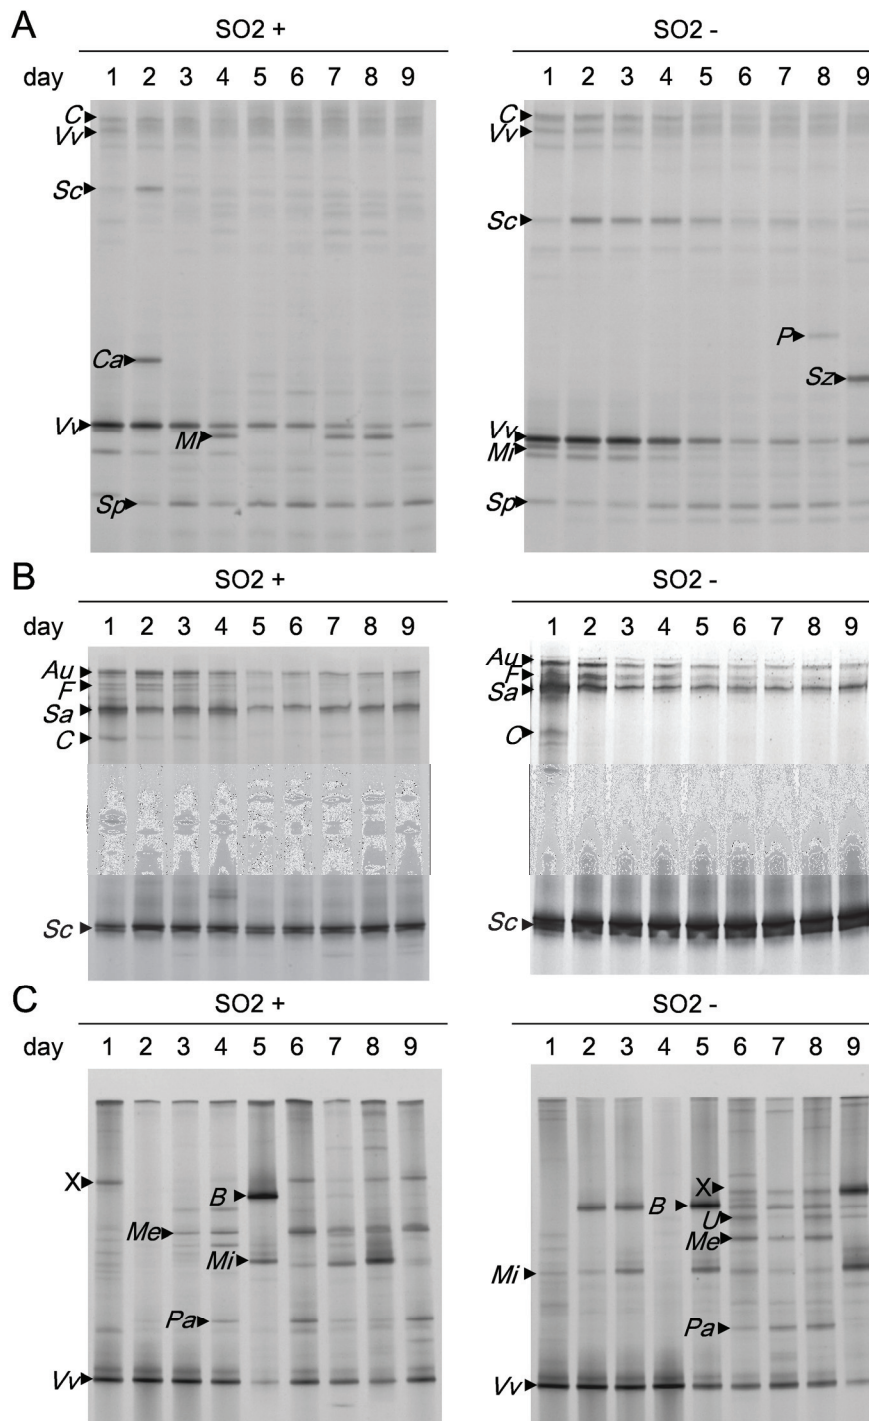 A
SO2 + SO2 -
day 1 2 3 4 5 6 7 8 9 1 2 3 4 5 6 7 8 9
C
Vv Vv
Sc
Sc
P
Ca
Sz
Vv
Mi
Vv
Mi
Sp Sp
B
SO2 + SO2 -
day 1 2 3 4 5 6 7 8 9 1 2 3 4 5 6 7 8 9
Au Au
F F
Sa Sa
C C
Sc Sc
C
SO2 + SO2 -
day 1 2 3 4 5 6 7 8 9 1 2 3 4 5 6 7 8 9
X X
B B
U
Me Me
Mi Mi
Pa Pa
Vv Vv